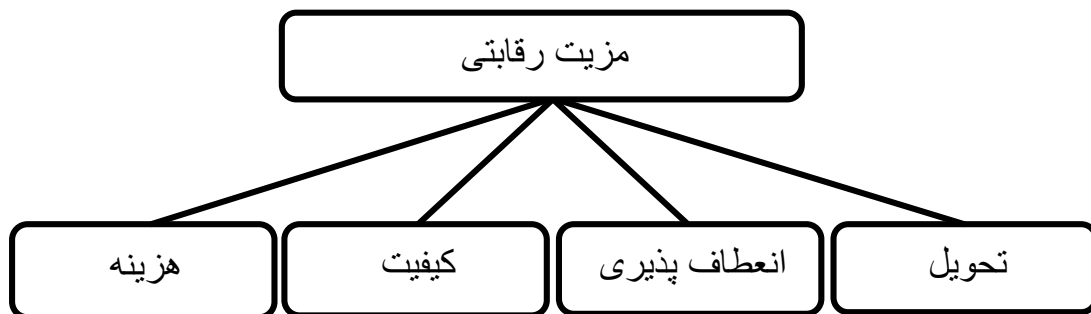 مزیت رقابتی
تحویل
انعطاف پذیری
کیفیت
هزینه